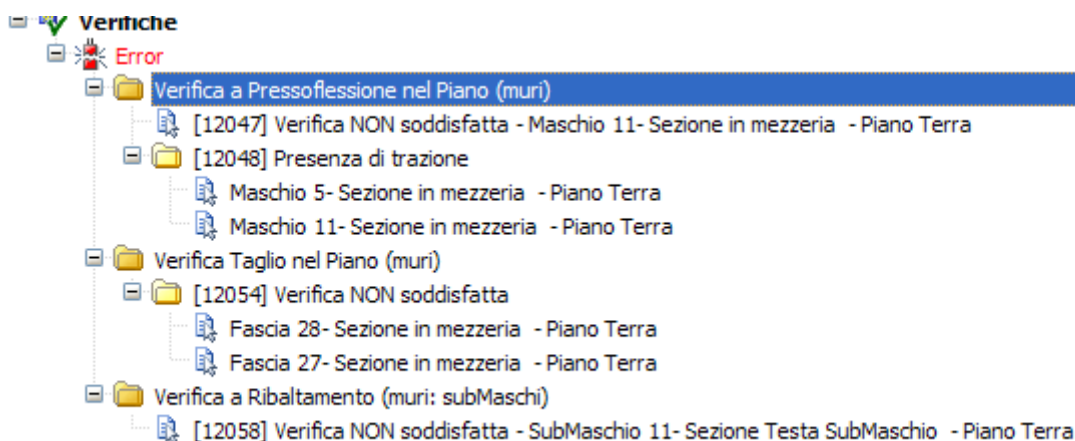 Verifiche
Error
Verifica a Pressoflessione nel Piano (muri)
[12047] Verifica NON soddisfatta - Maschio 11- Sezione in mezzeria - Piano Terra
[12048] Presenza di trazione
Maschio 5- Sezione in mezzeria - Piano Terra
Maschio 11- Sezione in mezzeria - Piano Terra
Verifica Taglio nel Piano (muri)
[12054] Verifica NON soddisfatta
Fascia 28- Sezione in mezzeria - Piano Terra
Fascia 27- Sezione in mezzeria - Piano Terra
Verifica a Ribaltamento (muri: subMaschi)
[12058] Verifica NON soddisfatta - SubMaschio 11- Sezione Testa SubMaschio - Piano Terra